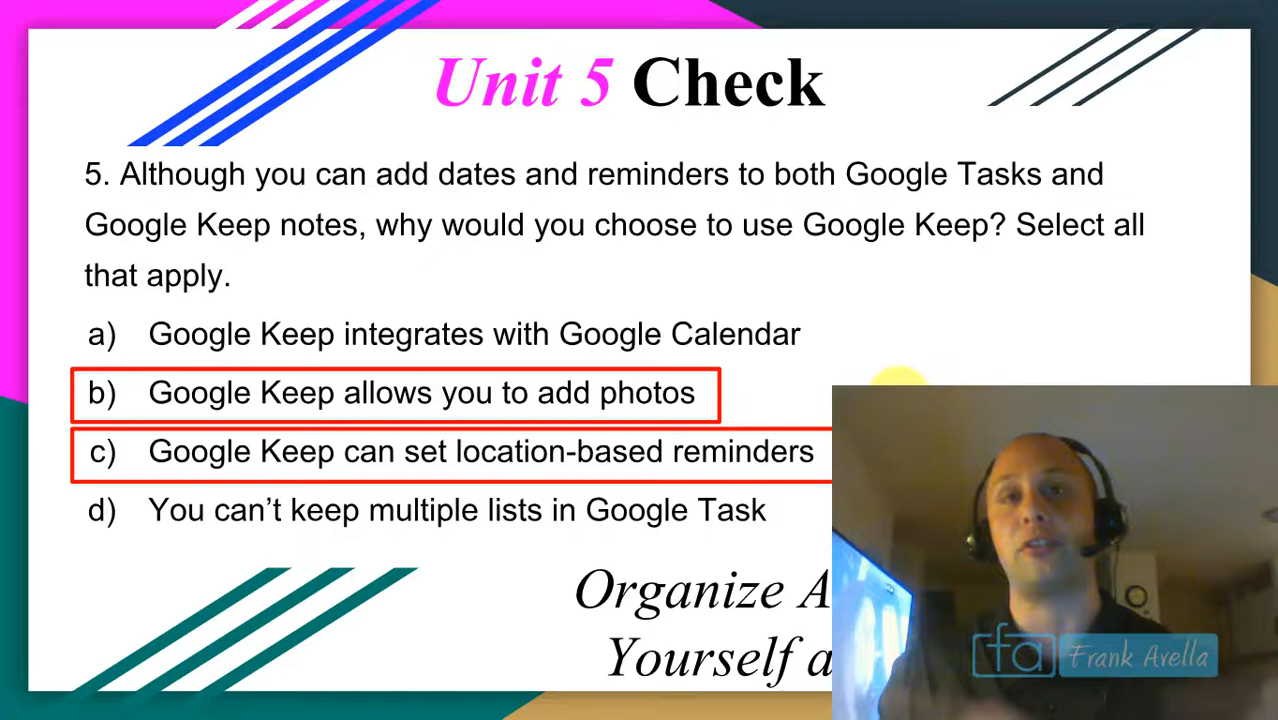 Unit 5 Check
5. Although you can add dates and reminders to both Google Tasks and
Google Keep notes, why would you choose to use Google Keep? Select all
that apply.
a) Google Keep integrates with Google Calendar
b) Google Keep allows you to add photos
c) Google Keep can set location-based reminders
d) You can’t keep multiple lists in Google Task
Organize A
Yourself a
fa Frank Avella